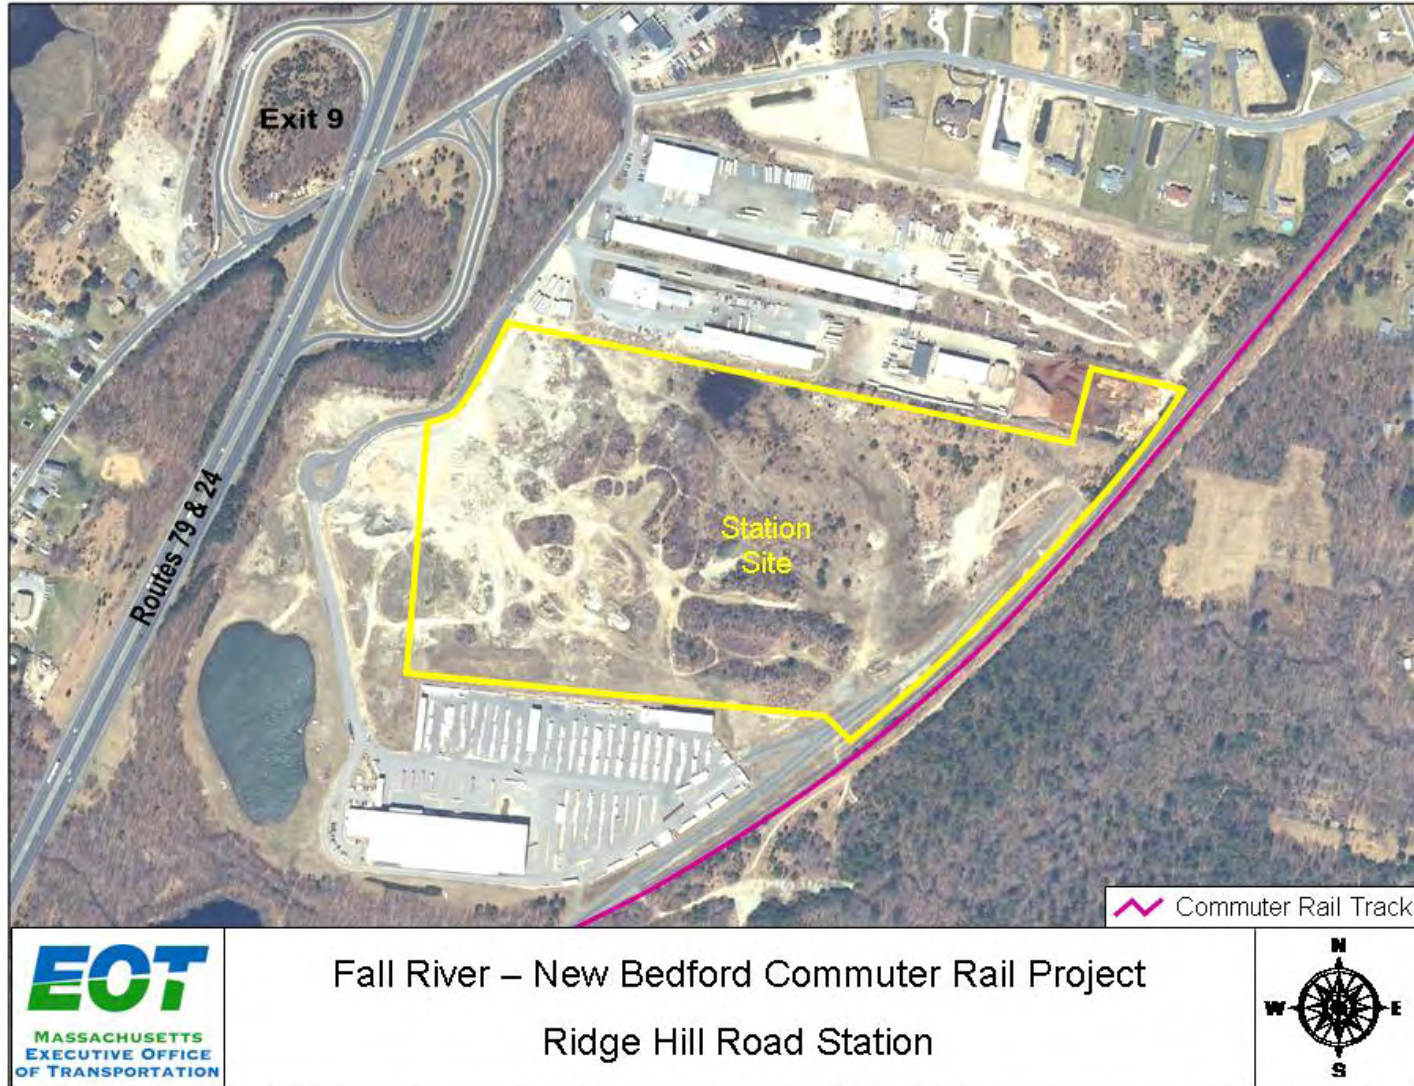 Exit 9
Routes 79 & 24
Station
Site
Commuter Rail Track
EOT
MASSACHUSETTS
EXECUTIVE OFFICE
OF TRANSPORTATION
Fall River – New Bedford Commuter Rail Project
Ridge Hill Road Station
N
W
E
S